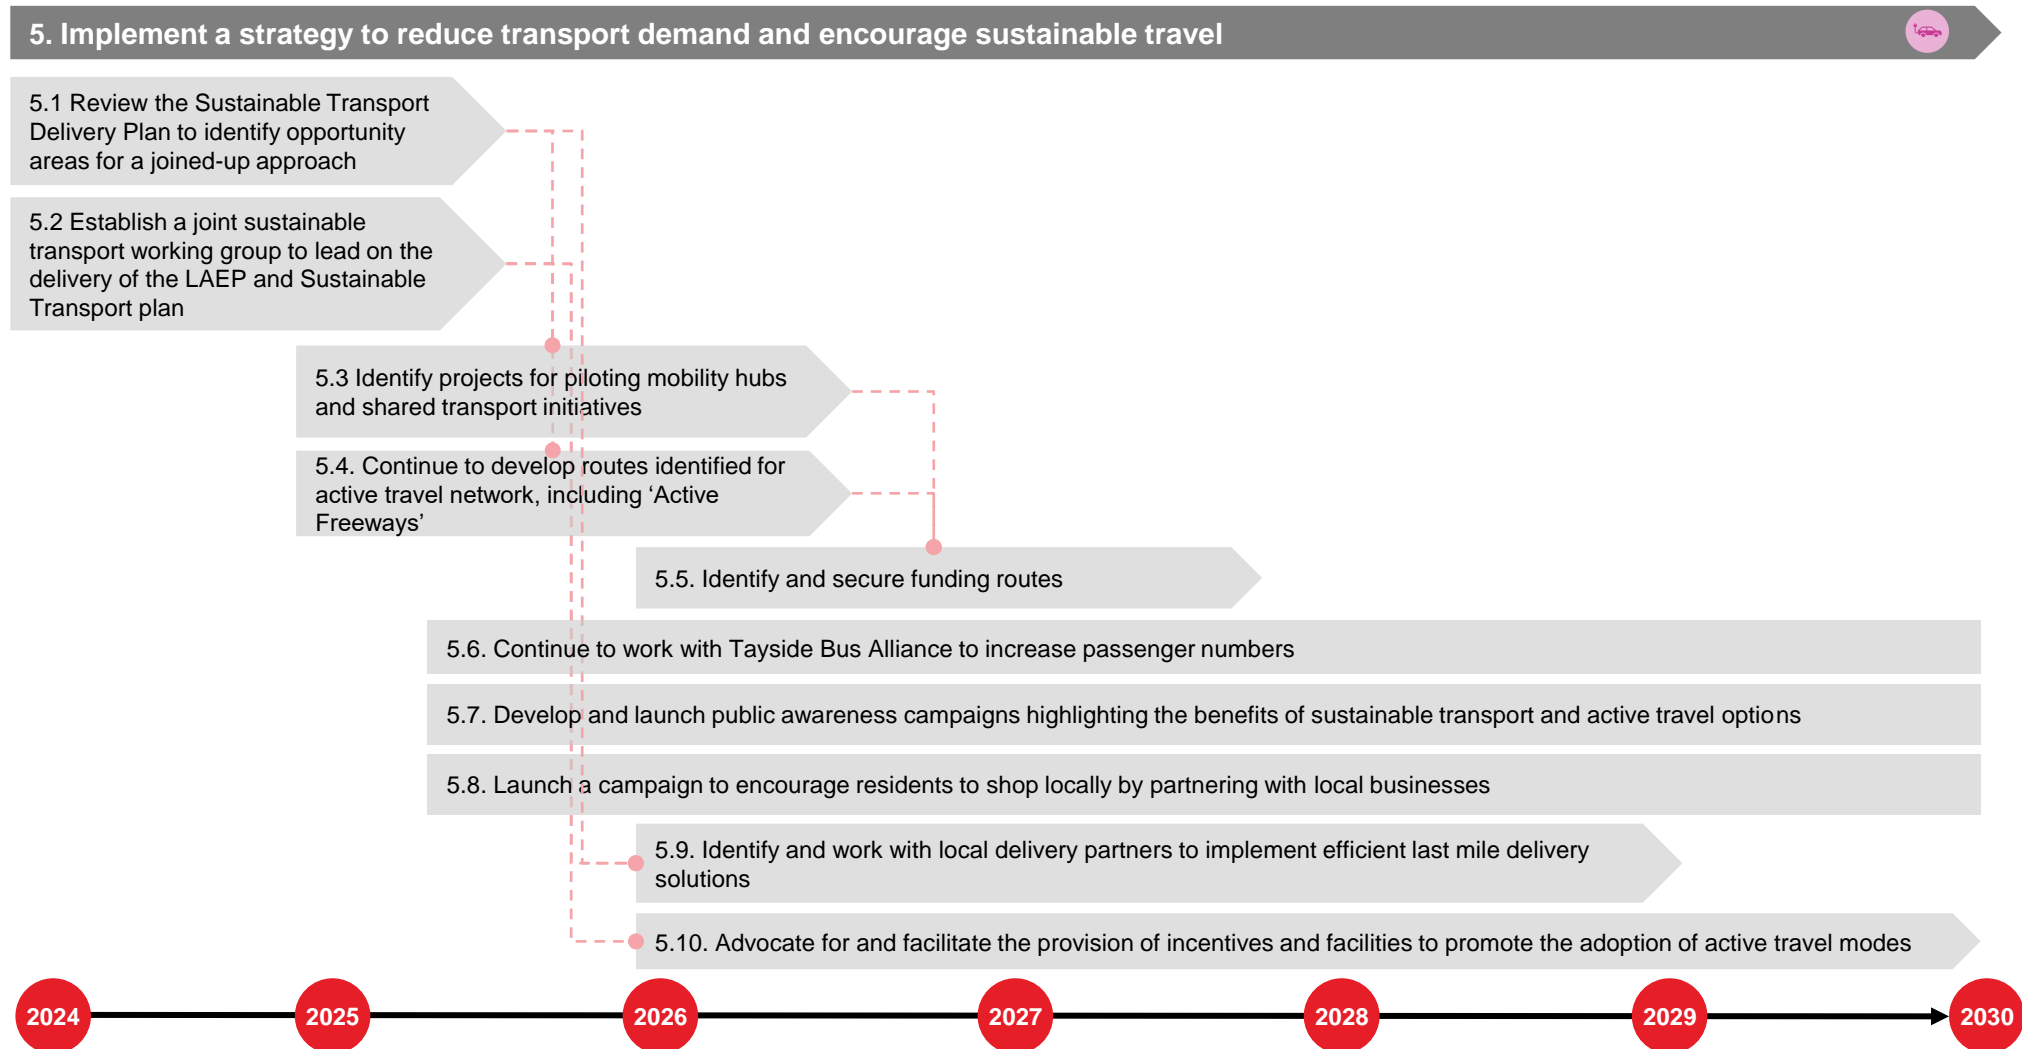 5. Implement a strategy to reduce transport demand and encourage sustainable travel
5.1 Review the Sustainable Transport
Delivery Plan to identify opportunity
areas for a joined-up approach
5.2 Establish a joint sustainable
transport working group to lead on the
delivery of the LAEP and Sustainable
Transport plan
5.3 Identify projects for piloting mobility hubs
and shared transport initiatives
5.4. Continue to develop routes identified for
active travel network, including ‘Active
Freeways’
5.5. Identify and secure funding routes
5.6. Continue to work with Tayside Bus Alliance to increase passenger numbers
5.7. Develop and launch public awareness campaigns highlighting the benefits of sustainable transport and active travel options
5.8. Launch a campaign to encourage residents to shop locally by partnering with local businesses
5.9. Identify and work with local delivery partners to implement efficient last mile delivery
solutions
5.10. Advocate for and facilitate the provision of incentives and facilities to promote the adoption of active travel modes
2024 2025 2026 2027 2028 2029 2030